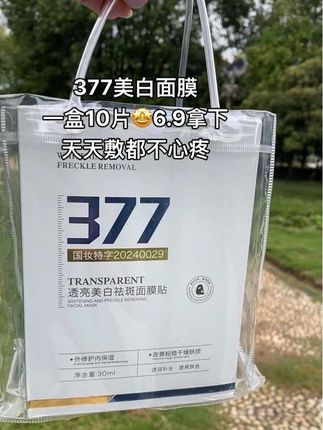 377美白面膜
一盒10片🤩6.9拿下
天天敷都不心疼
FRECKLE REMOVAL
377
国妆特字20240029
TRANSPARENT
透亮美白祛斑面膜贴
WHITENING AND FRECKLE REMOVING
FACIAL MASK
·外修护内保湿
·改善粗糙干燥肤质
净含量 30ml
透润补水 · 提亮肤色